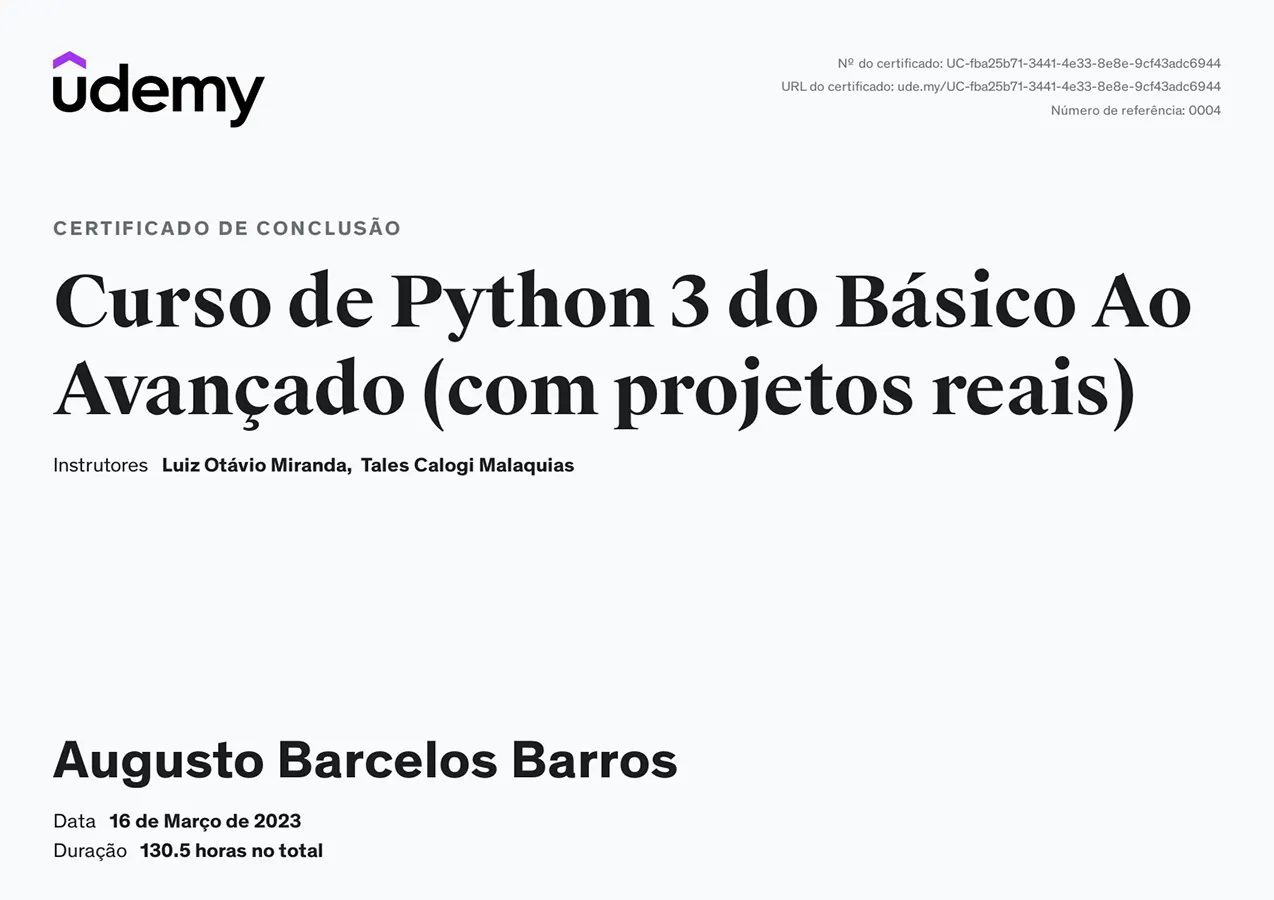 udemy
Nº do certificado: UC-fba25b71-3441-4e33-8e8e-9cf43adc6944
URL do certificado: ude.my/UC-fba25b71-3441-4e33-8e8e-9cf43adc6944
Número de referência: 0004
CERTIFICADO DE CONCLUSÃO
Curso de Python 3 do Básico Ao
Avançado (com projetos reais)
Instrutores Luiz Otávio Miranda, Tales Calogi Malaquias
Augusto Barcelos Barros
Data 16 de Março de 2023
Duração 130.5 horas no total